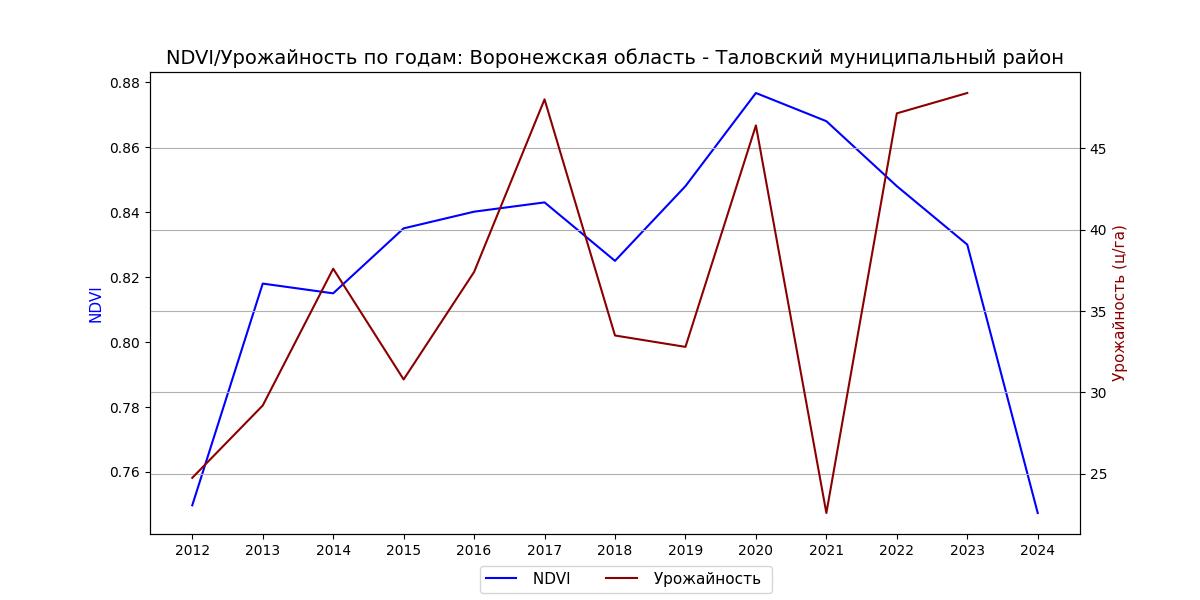 NDVI/Урожайность по годам: Воронежская область - Таловский муниципальный район
0.88
0.86
0.84
0.82
0.80
0.78
0.76
NDVI
45
40
35
30
25
Урожайность (ц/га)
2012 2013 2014 2015 2016 2017 2018 2019 2020 2021 2022 2023 2024
NDVI Урожайность